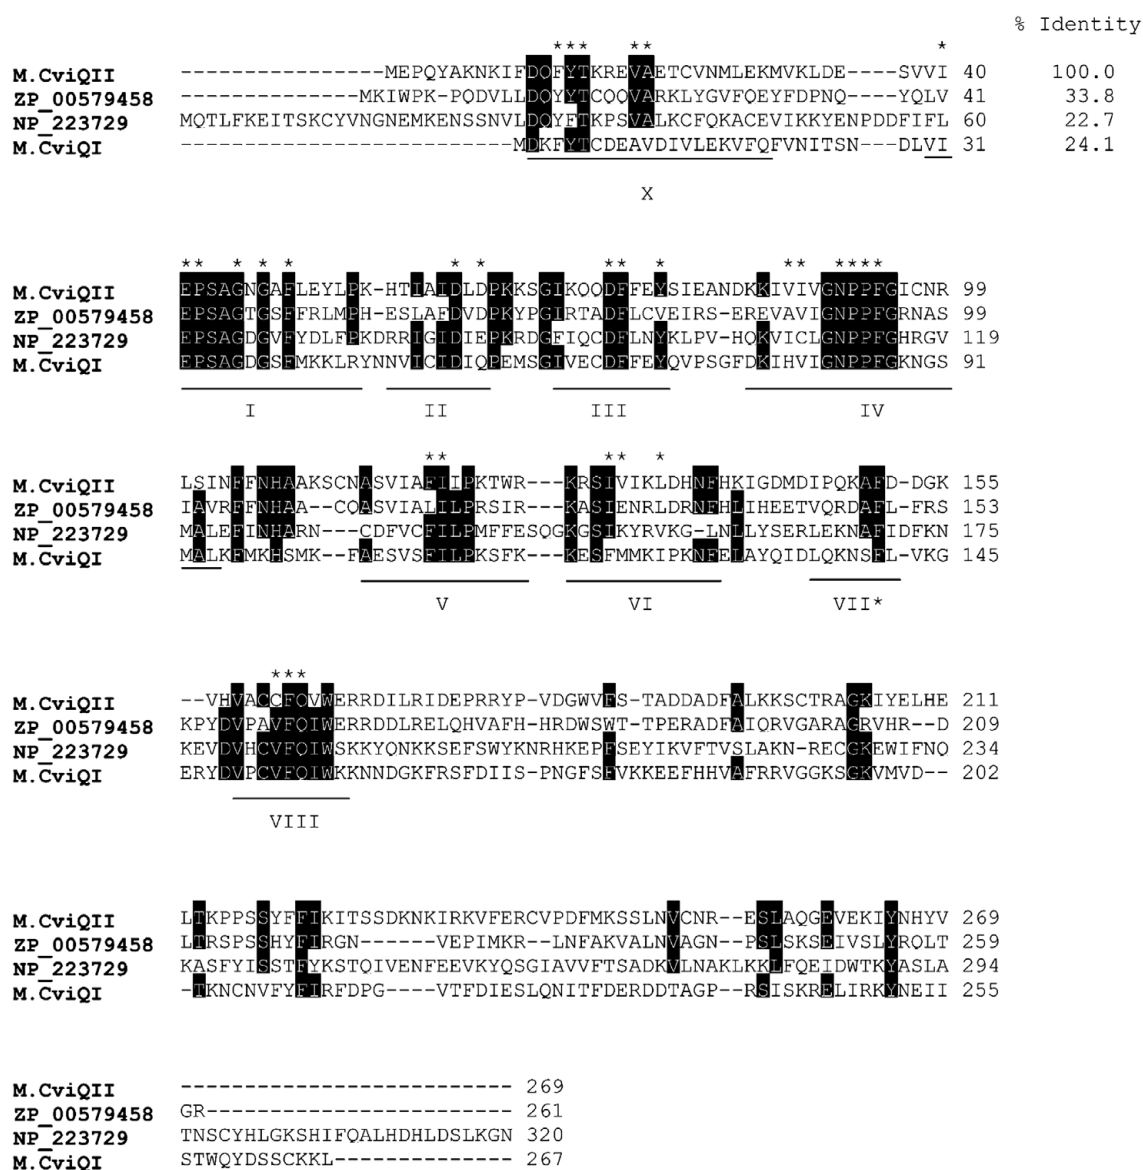 % Identity
*** ** *
M.CviQII ----------------MEPQYAKNKIFDQFYTKREVAETCVNMLEKMVKLDE----SVVI 40 100.0
ZP_00579458 --------------MKIWPK-PQDVLLDQYYTCQQVARKLYGVFQEYFDPNQ----YQLV 41 33.8
NP_223729 MQTLFKEITSKCYVNGNEMKENSSNVLDQYFTKPSVALKCFQKACEVIKKYENPDDFIFL 60 22.7
M.CviQI --------------------------MDKFYTCDEAVDIVLEKVFQFVNITSN---DLVI 31 24.1
X
** * * * * * ** * ** ****
M.CviQII EPSAGNGAFLEYLPK-HTIAIDLDPKKSGIKQQDFFEYSIEANDKKIVIVGNPPFGICNR 99
ZP_00579458 EPSAGTGSFFRLMPH-ESLAFDVDPKYPGIRTADFLCVEIRS-EREVAVIGNPPFGRNAS 99
NP_223729 EPSAGDGVFYDLFPKDRRIGIDIEPKRDGFIQCDFLNYKLPV-HQKVICLGNPPFGHRGV 119
M.CviQI EPSAGDGSFMKKLRYNNVICIDIQPEMSGIVECDFFEYQVPSGFDKIHVIGNPPFGKNGS 91
I II III IV
** ** *
M.CviQII LSINFFNHAAKSCNASVIAFIIPKTWR---KRSIVIKLDHNFHKIGDMDIPQKAFD-DGK 155
ZP_00579458 IAVRFFNHAA--CQASVIALILPRSIR---KASIENRLDRNFHLIHEETVQRDAFL-FRS 153
NP_223729 MALEFINHARN---CDFVCFILPMFFESQGKGSLKYRVKG-LNLLYSERLEKNAFIDFKN 175
M.CviQI MALKFMKHSMK--FAESVSFILPKSFK---KESFMMKIPKNFELAYQIDLQKNSFL-VKG 145
V VI VII*
***
M.CviQII --VHVACCFQVWERRDILRIDEPRRYP-VDGWVFS-TADDADFALKKSCTRAGKIYELHE 211
ZP_00579458 KPYDVPAVFQIWERRDDLRELQHVAFH-HRDWSWT-TPERADFAIQRVGARAGRVHR--D 209
NP_223729 KEVDVHCVFQIWSKKYQNKKSEFSWYKNRHKEPFSEYIKVFTVSLAKN-RECGKEWIFNQ 234
M.CviQI ERYDVPCVFQIWKKNNDGKFRSFDIIS-PNGFSFVKKEEFHHVAFRRVGGKSGKVMVD-- 202
VIII
M.CviQII LTKPPSSYFFIKITSSDKNKIRKVFERCVPDFMKSSLNVCNR--ESLAQGEVEKIYNHYV 269
ZP_00579458 LTRSPSSHYFIRGN------VEPIMKR--LNFAKVALNVAGN--PSLSKSEIVSLYRQLT 259
NP_223729 KASFYISSTFYKSTQIVENFEEVKYQSGIAVVFTSADKVLNAKLKKLFQEIDWTKYASLA 294
M.CviQI -TKNCNVFYFIRFDPG----VTFDIESLQNITFDERDDTAGP--RSISKRELIRKYNEII 255
M.CviQII -------------------------- 269
ZP_00579458 GR------------------------ 261
NP_223729 TNSCYHLGKSHIFQALHDHLDSLKGN 320
M.CviQI STWQYDSSCKKL-------------- 267